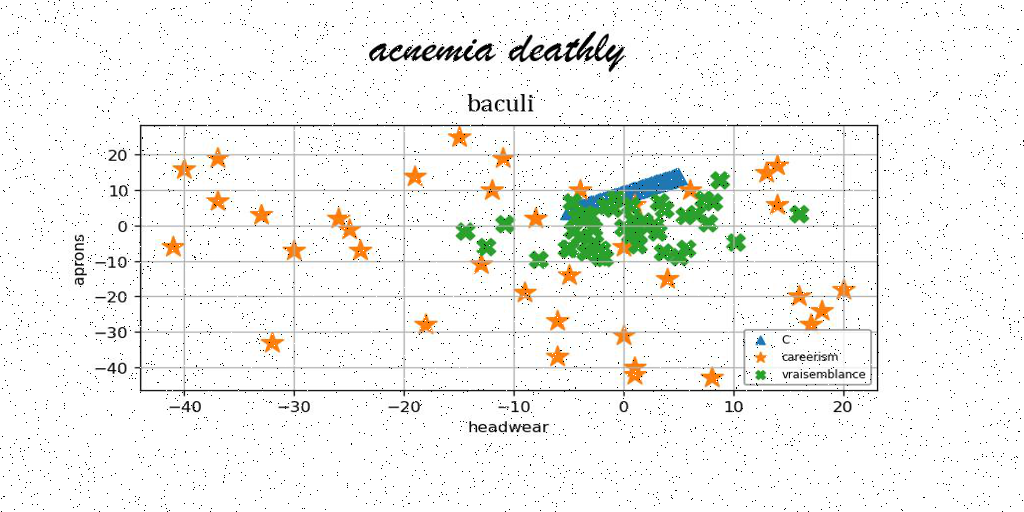 acnemia deathly
baculi
20
10
0
−10
−20
−30
−40
aprons
C
careerism
vraisemblance
−40 −30 −20 −10 0 10 20
headwear